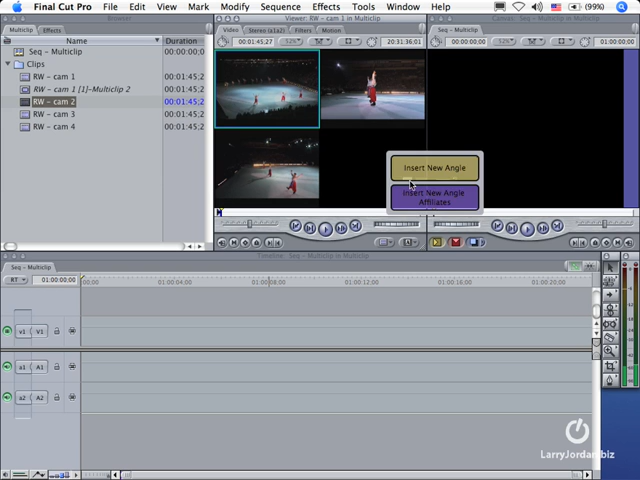 Final Cut Pro File Edit View Mark Modify Sequence Effects Tools Window Help (99%)
Browser
Viewer: RW – cam 1 in Multiclip
Canvas: Seq – Multiclip in Multiclip
Multiclip Effects
Video Stereo (a1a2) Filters Motion
Seq – Multiclip
Name Duration
00:01:45;27
20:31:36;01
00:00:00;00
01:00:00;00
Seq – Multiclip 00:00:00;0
Clips
RW – cam 1 00:01:45;2
RW – cam 1 [1]–Multiclip 2 00:01:45;2
RW – cam 2 00:01:45;2
RW – cam 3 00:01:45;2
RW – cam 4 00:01:45;2
Insert New Angle
Insert New Angle
Affiliates
Timeline: Seq – Multiclip in Multiclip
Seq – Multiclip
RT 01:00:00;00 00:00 01:00:04;00 01:00:08;00 01:00:12;00 01:00:16;00 01:00:20;00
v1 V1
a1 A1
a2 A2
LarryJordan.biz